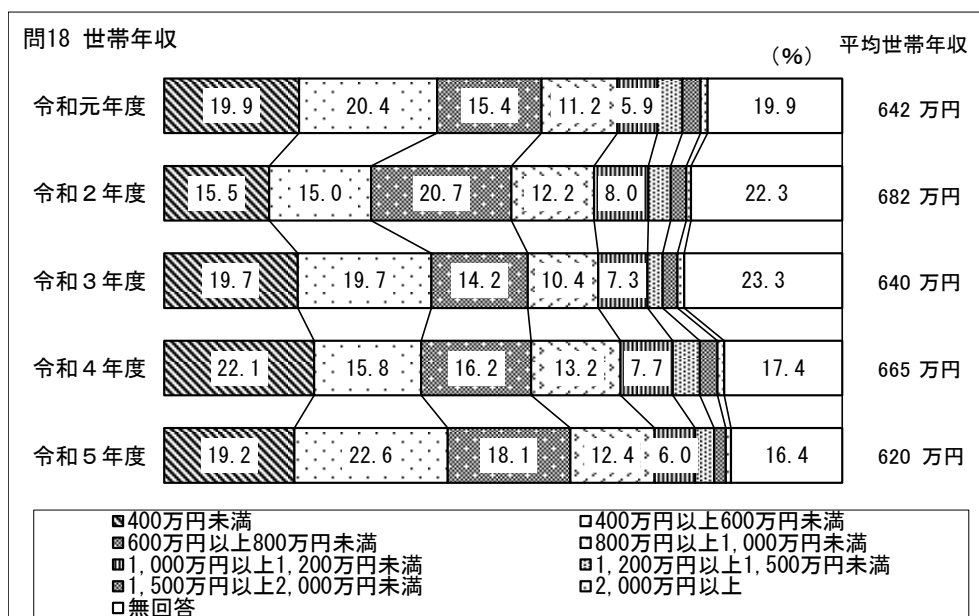 問18 世帯年収
(%) 平均世帯年収
令和元年度 19.9 20.4 15.4 11.2 5.9 19.9 642 万円
令和２年度 15.5 15.0 20.7 12.2 8.0 22.3 682 万円
令和３年度 19.7 19.7 14.2 10.4 7.3 23.3 640 万円
令和４年度 22.1 15.8 16.2 13.2 7.7 17.4 665 万円
令和５年度 19.2 22.6 18.1 12.4 6.0 16.4 620 万円
400万円未満 400万円以上600万円未満
600万円以上800万円未満 800万円以上1,000万円未満
1,000万円以上1,200万円未満 1,200万円以上1,500万円未満
1,500万円以上2,000万円未満 2,000万円以上
無回答